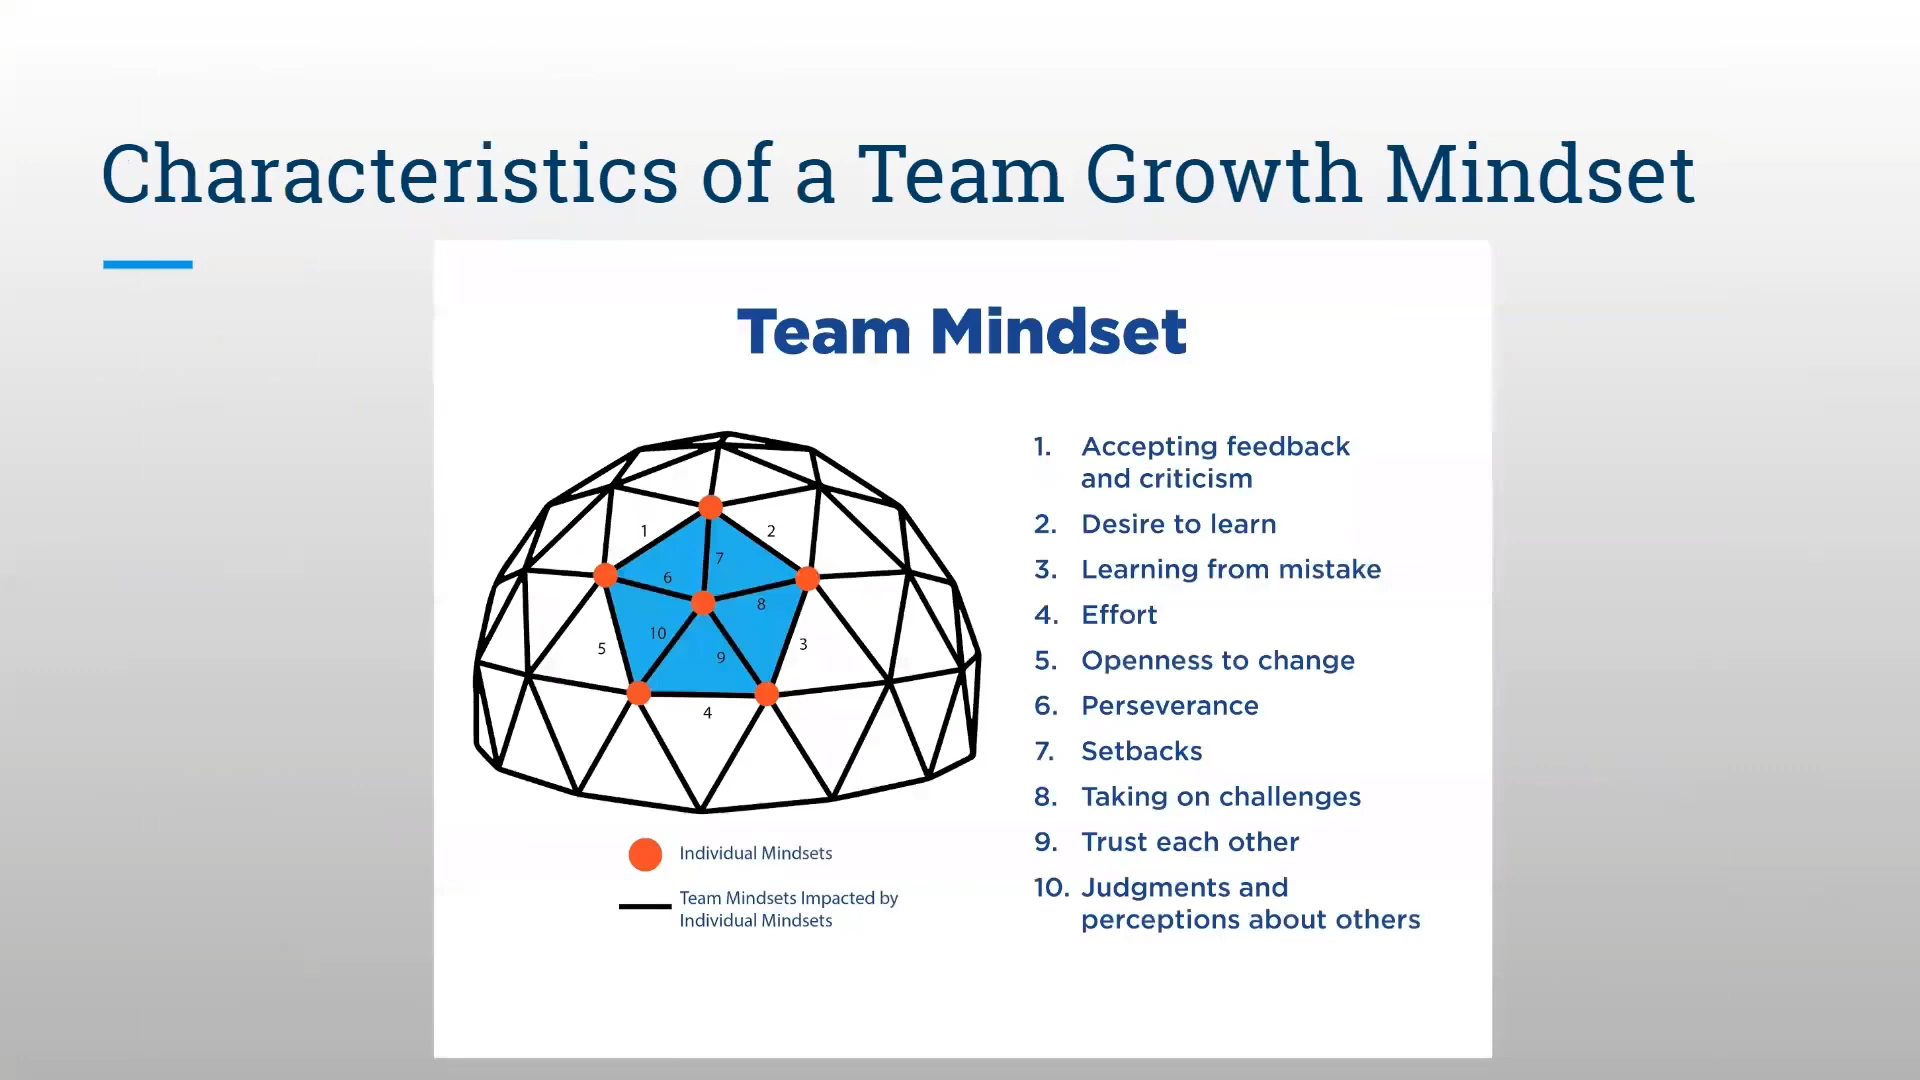 Characteristics of a Team Growth Mindset
Team Mindset
1
2
7
6
8
10
5
9
3
4
Individual Mindsets
Team Mindsets Impacted by
Individual Mindsets
1. Accepting feedback
and criticism
2. Desire to learn
3. Learning from mistake
4. Effort
5. Openness to change
6. Perseverance
7. Setbacks
8. Taking on challenges
9. Trust each other
10. Judgments and
perceptions about others